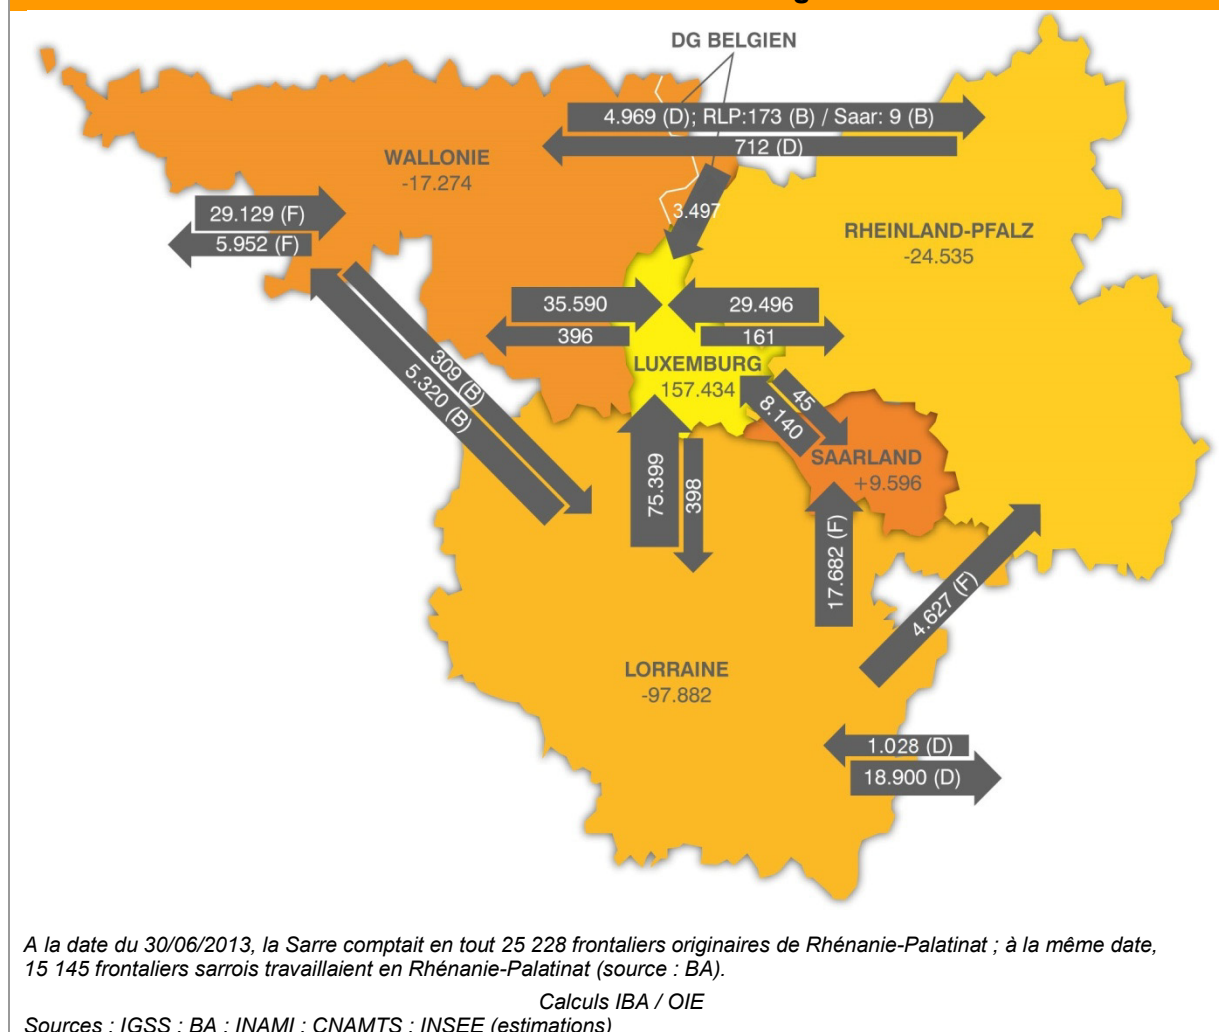 DG BELGIEN
4.969 (D); RLP:173 (B) / Saar: 9 (B)
712 (D)
WALLONIE
-17.274
29.129 (F)
5.952 (F)
3.497
RHEINLAND-PFALZ
-24.535
35.590
29.496
396
161
LUXEMBURG
157.434
309 (B)
5.320 (B)
45
8.140
SAARLAND
+9.596
75.399
398
17.682 (F)
4.627 (F)
LORRAINE
-97.882
1.028 (D)
18.900 (D)
A la date du 30/06/2013, la Sarre comptait en tout 25 228 frontaliers originaires de Rhénanie-Palatinat ; à la même date,
15 145 frontaliers sarrois travaillaient en Rhénanie-Palatinat (source : BA).
Calculs IBA / OIE
Sources : IGSS ; BA ; INAMI ; CNAMTS ; INSEE (estimations)